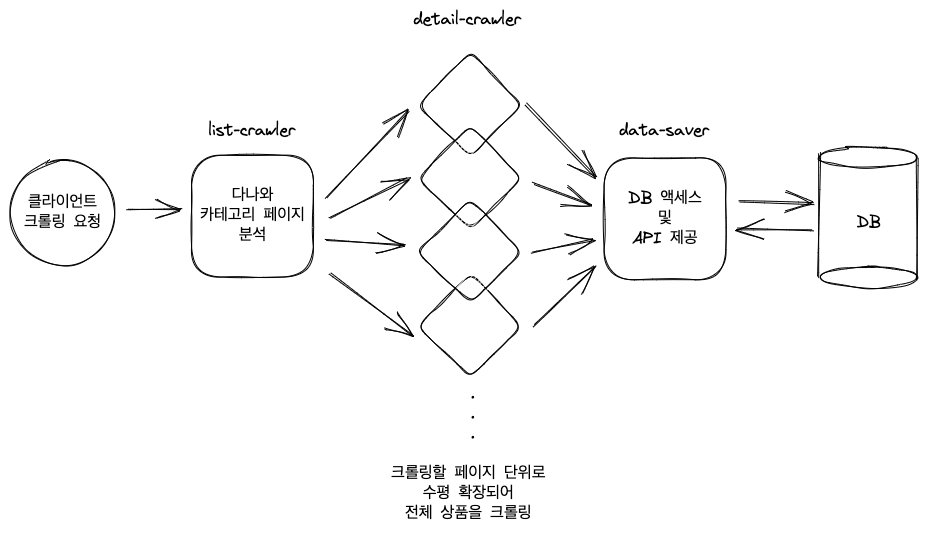 detail-crawler
list-crawler
data-saver
클라이언트
크롤링 요청
다나와
카테고리 페이지
분석
DB 액세스
및
API 제공
DB
크롤링할 페이지 단위로
수평 확장되어
전체 상품을 크롤링